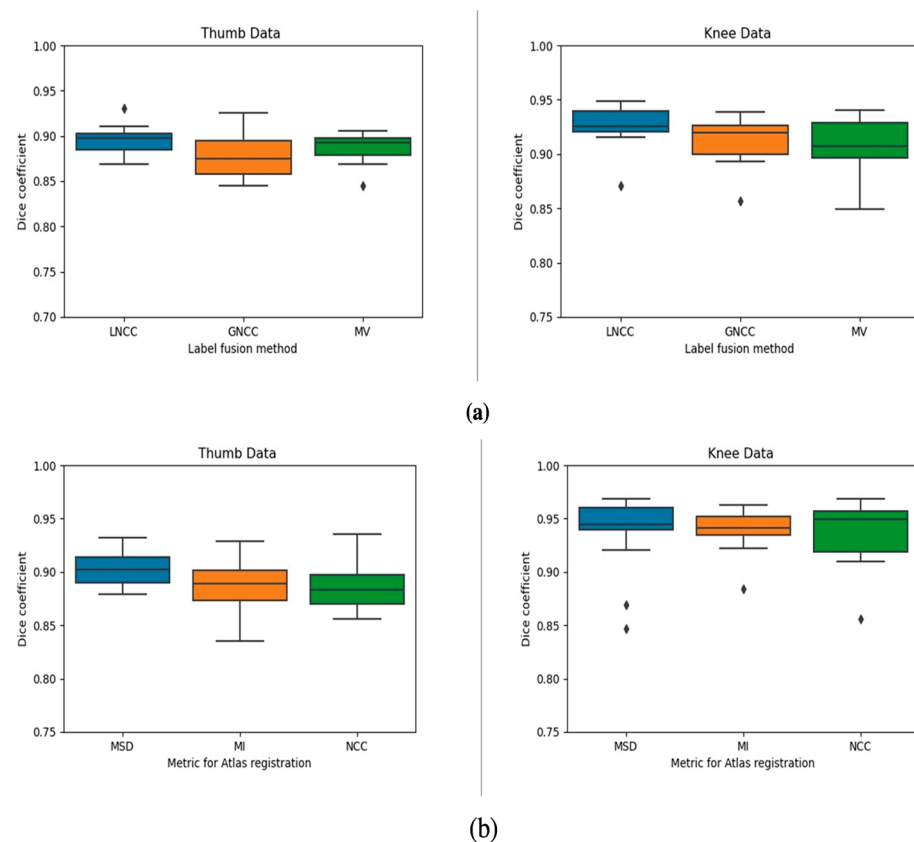 Thumb Data
1.00
0.95
0.90
0.85
0.80
0.75
0.70
Dice coefficient
LNCC GNCC MV
Label fusion method
Knee Data
1.00
0.95
0.90
0.85
0.80
0.75
Dice coefficient
LNCC GNCC MV
Label fusion method
(a)
Thumb Data
1.00
0.95
0.90
0.85
0.80
0.75
Dice coefficient
MSD MI NCC
Metric for Atlas registration
Knee Data
1.00
0.95
0.90
0.85
0.80
0.75
Dice coefficient
MSD MI NCC
Metric for Atlas registration
(b)